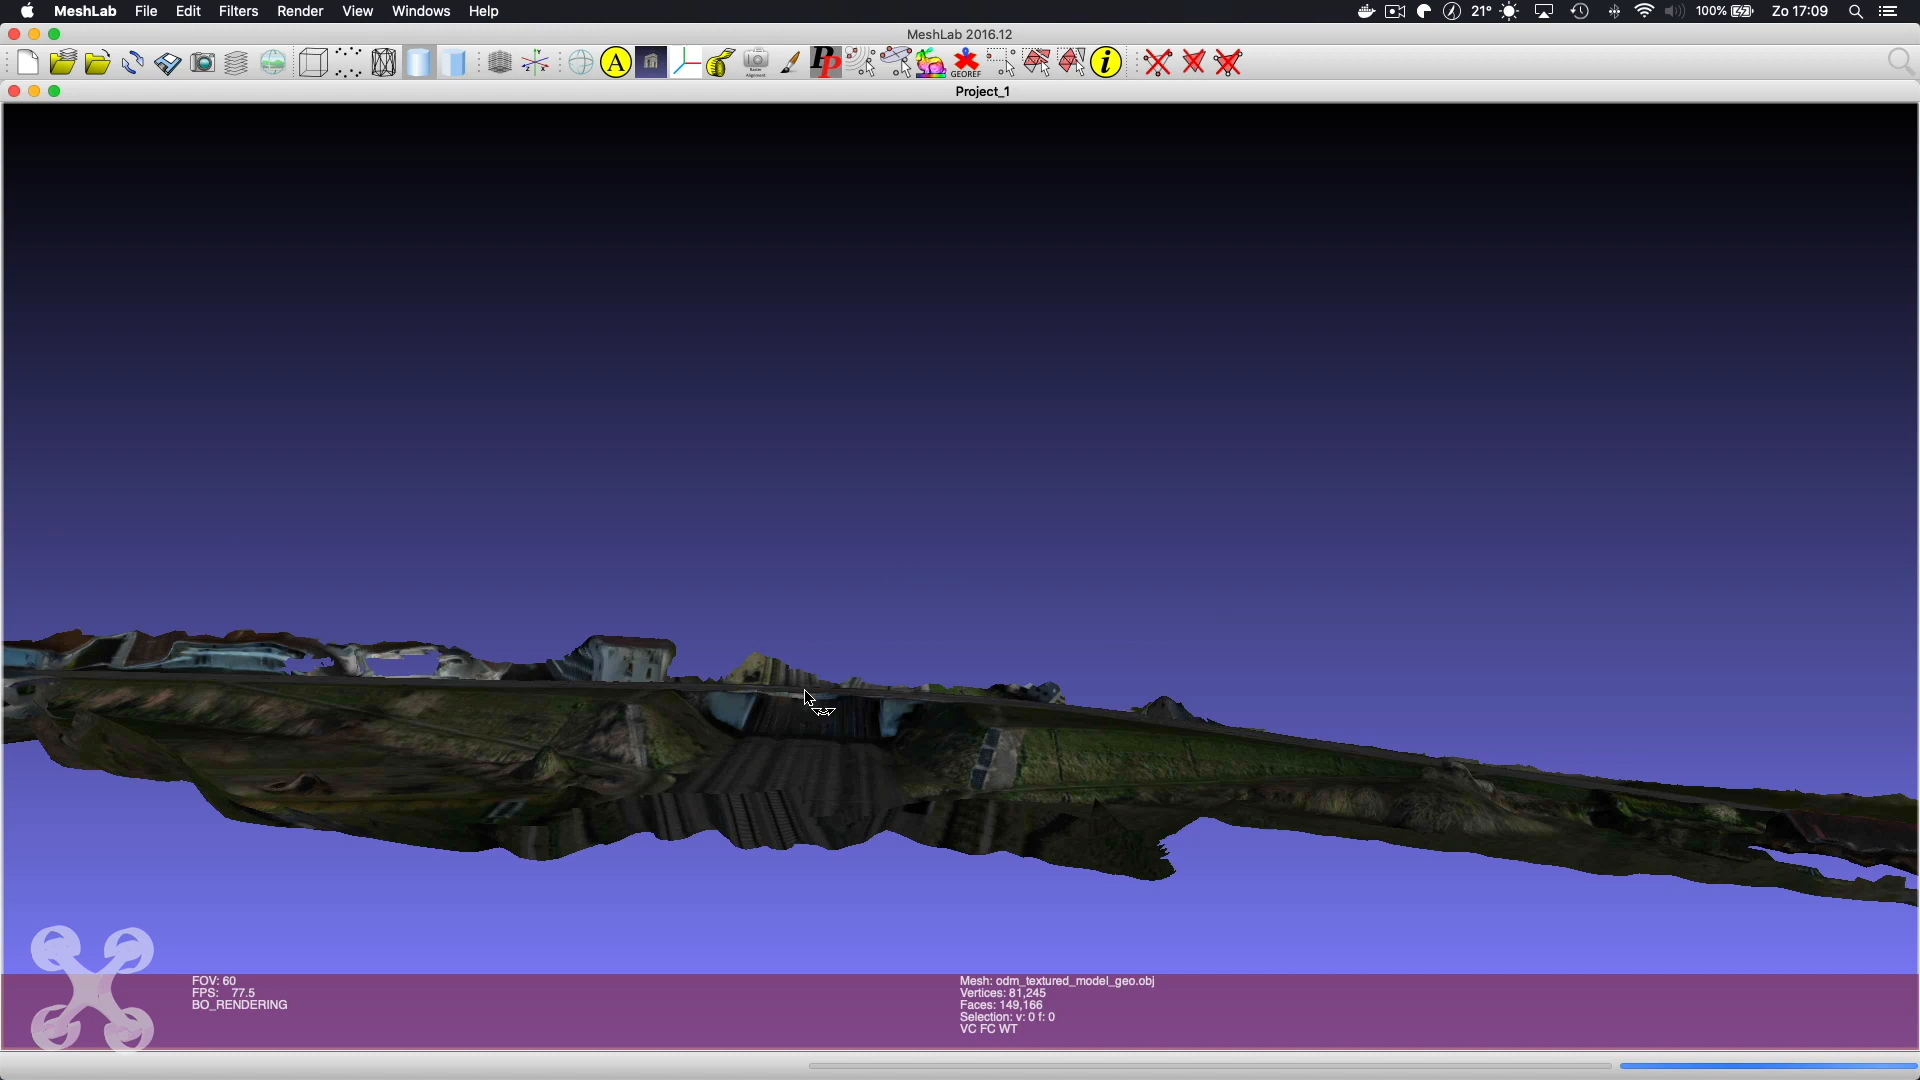 MeshLab File Edit Filters Render View Windows Help 21° 100% Zo 17:09
MeshLab 2016.12
A PP GEOREF i
Project_1
FOV: 60
FPS: 77.5
BO_RENDERING
Mesh: odm_textured_model_geo.obj
Vertices: 81,245
Faces: 149,166
Selection: v: 0 f: 0
VC FC WT